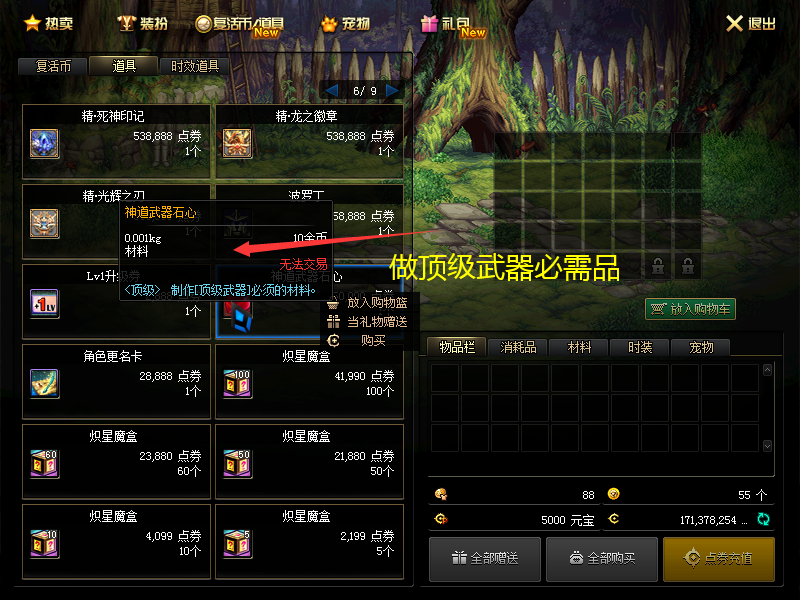 热卖
装扮
复活币/道具
New
宠物
礼包
New
退出
复活币
道具
时效道具
6/ 9
精·死神印记
538,888 点券
1个
精·龙之徽章
538,888 点券
1个
精·光辉之刃
波罗丁
58,888 点券
1个
10金币
神道武器石心
0.001kg
材料
无法交易
<顶级> 制作[顶级武器]必须的材料。
做顶级武器必需品
Lv1升级券
1个
+1LV
放入购物篮
当礼物赠送
购买
放入购物车
角色更名卡
28,888 点券
1个
炽星魔盒
100
41,990 点券
100个
炽星魔盒
60
23,880 点券
60个
炽星魔盒
50
21,880 点券
50个
炽星魔盒
10
4,099 点券
10个
炽星魔盒
5
2,199 点券
5个
物品栏
消耗品
材料
时装
宠物
88
55 个
5000 元宝
171,378,254 ...
全部赠送
全部购买
点券充值